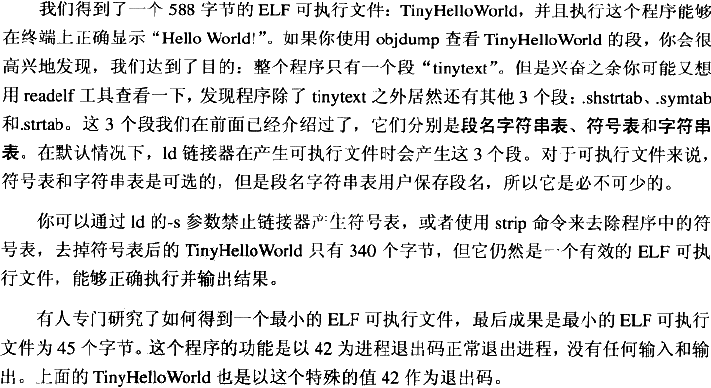 我们得到了一个 588 字节的 ELF 可执行文件：TinyHelloWorld，并且执行这个程序能够
在终端上正确显示“Hello World!”。如果你使用 objdump 查看 TinyHelloWorld 的段，你会很
高兴地发现，我们达到了目的：整个程序只有一个段“tinytext”。但是兴奋之余你可能又想
用 readelf 工具查看一下，发现程序除了 tinytext 之外居然还有其他 3 个段：.shstrtab、.symtab
和.strtab。这 3 个段我们在前面已经介绍过了，它们分别是段名字符串表、符号表和字符串
表。在默认情况下，ld 链接器在产生可执行文件时会产生这 3 个段。对于可执行文件来说，
符号表和字符串表是可选的，但是段名字符串表用户保存段名，所以它是必不可少的。
你可以通过 ld 的-s 参数禁止链接器产生符号表，或者使用 strip 命令来去除程序中的符
号表，去掉符号表后的 TinyHelloWorld 只有 340 个字节，但它仍然是一个有效的 ELF 可执
行文件，能够正确执行并输出结果。
有人专门研究了如何得到一个最小的 ELF 可执行文件，最后成果是最小的 ELF 可执行
文件为 45 个字节。这个程序的功能是以 42 为进程退出码正常退出进程，没有任何输入和输
出。上面的 TinyHelloWorld 也是以这个特殊的值 42 作为退出码。